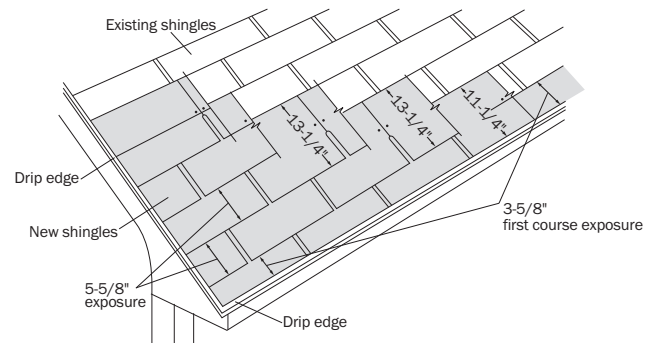 Existing shingles
13-1/4"
13-1/4"
11-1/4"
Drip edge
New shingles
3-5/8"
first course exposure
5-5/8"
exposure
Drip edge